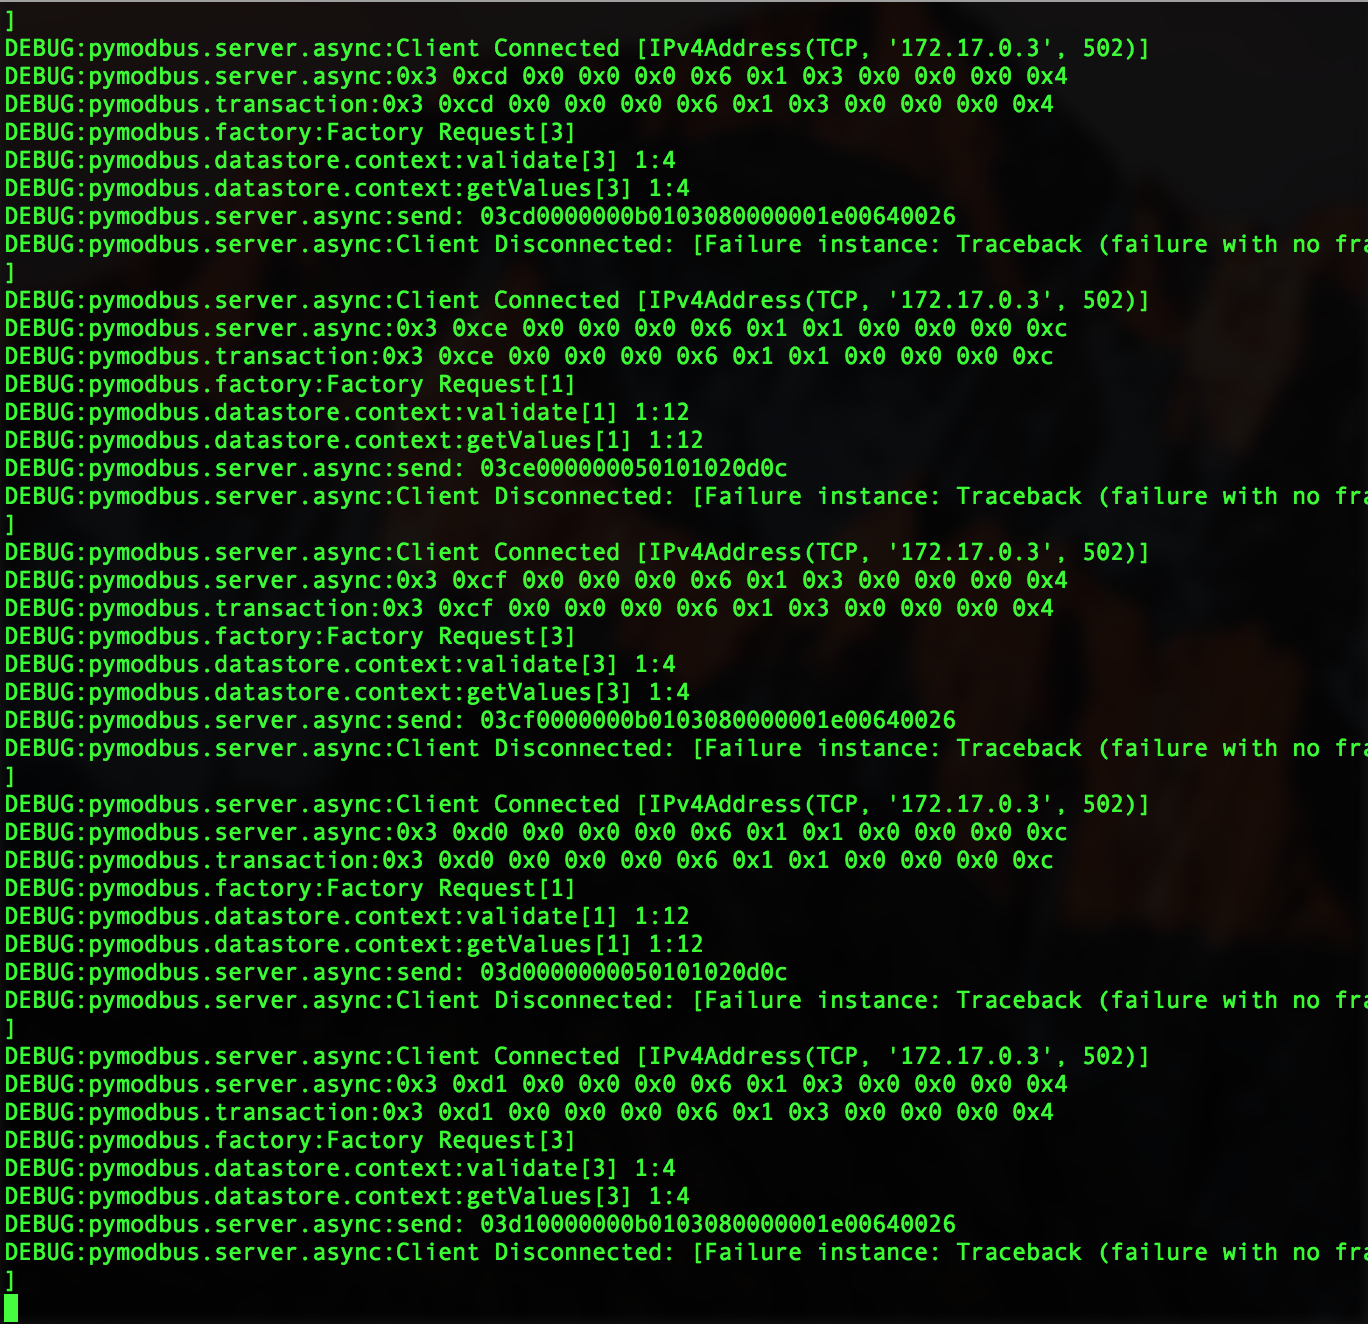 ]
DEBUG:pymodbus.server.async:Client Connected [IPv4Address(TCP, '172.17.0.3', 502)]
DEBUG:pymodbus.server.async:0x3 0xcd 0x0 0x0 0x0 0x6 0x1 0x3 0x0 0x0 0x0 0x4
DEBUG:pymodbus.transaction:0x3 0xcd 0x0 0x0 0x0 0x6 0x1 0x3 0x0 0x0 0x0 0x4
DEBUG:pymodbus.factory:Factory Request[3]
DEBUG:pymodbus.datastore.context:validate[3] 1:4
DEBUG:pymodbus.datastore.context:getValues[3] 1:4
DEBUG:pymodbus.server.async:send: 03cd0000000b0103080000001e00640026
DEBUG:pymodbus.server.async:Client Disconnected: [Failure instance: Traceback (failure with no fra
]
DEBUG:pymodbus.server.async:Client Connected [IPv4Address(TCP, '172.17.0.3', 502)]
DEBUG:pymodbus.server.async:0x3 0xce 0x0 0x0 0x0 0x6 0x1 0x1 0x0 0x0 0x0 0xc
DEBUG:pymodbus.transaction:0x3 0xce 0x0 0x0 0x0 0x6 0x1 0x1 0x0 0x0 0x0 0xc
DEBUG:pymodbus.factory:Factory Request[1]
DEBUG:pymodbus.datastore.context:validate[1] 1:12
DEBUG:pymodbus.datastore.context:getValues[1] 1:12
DEBUG:pymodbus.server.async:send: 03ce000000050101020d0c
DEBUG:pymodbus.server.async:Client Disconnected: [Failure instance: Traceback (failure with no fra
]
DEBUG:pymodbus.server.async:Client Connected [IPv4Address(TCP, '172.17.0.3', 502)]
DEBUG:pymodbus.server.async:0x3 0xcf 0x0 0x0 0x0 0x6 0x1 0x3 0x0 0x0 0x0 0x4
DEBUG:pymodbus.transaction:0x3 0xcf 0x0 0x0 0x0 0x6 0x1 0x3 0x0 0x0 0x0 0x4
DEBUG:pymodbus.factory:Factory Request[3]
DEBUG:pymodbus.datastore.context:validate[3] 1:4
DEBUG:pymodbus.datastore.context:getValues[3] 1:4
DEBUG:pymodbus.server.async:send: 03cf0000000b0103080000001e00640026
DEBUG:pymodbus.server.async:Client Disconnected: [Failure instance: Traceback (failure with no fra
]
DEBUG:pymodbus.server.async:Client Connected [IPv4Address(TCP, '172.17.0.3', 502)]
DEBUG:pymodbus.server.async:0x3 0xd0 0x0 0x0 0x0 0x6 0x1 0x1 0x0 0x0 0x0 0xc
DEBUG:pymodbus.transaction:0x3 0xd0 0x0 0x0 0x0 0x6 0x1 0x1 0x0 0x0 0x0 0xc
DEBUG:pymodbus.factory:Factory Request[1]
DEBUG:pymodbus.datastore.context:validate[1] 1:12
DEBUG:pymodbus.datastore.context:getValues[1] 1:12
DEBUG:pymodbus.server.async:send: 03d0000000050101020d0c
DEBUG:pymodbus.server.async:Client Disconnected: [Failure instance: Traceback (failure with no fra
]
DEBUG:pymodbus.server.async:Client Connected [IPv4Address(TCP, '172.17.0.3', 502)]
DEBUG:pymodbus.server.async:0x3 0xd1 0x0 0x0 0x0 0x6 0x1 0x3 0x0 0x0 0x0 0x4
DEBUG:pymodbus.transaction:0x3 0xd1 0x0 0x0 0x0 0x6 0x1 0x3 0x0 0x0 0x0 0x4
DEBUG:pymodbus.factory:Factory Request[3]
DEBUG:pymodbus.datastore.context:validate[3] 1:4
DEBUG:pymodbus.datastore.context:getValues[3] 1:4
DEBUG:pymodbus.server.async:send: 03d10000000b0103080000001e00640026
DEBUG:pymodbus.server.async:Client Disconnected: [Failure instance: Traceback (failure with no fra
]